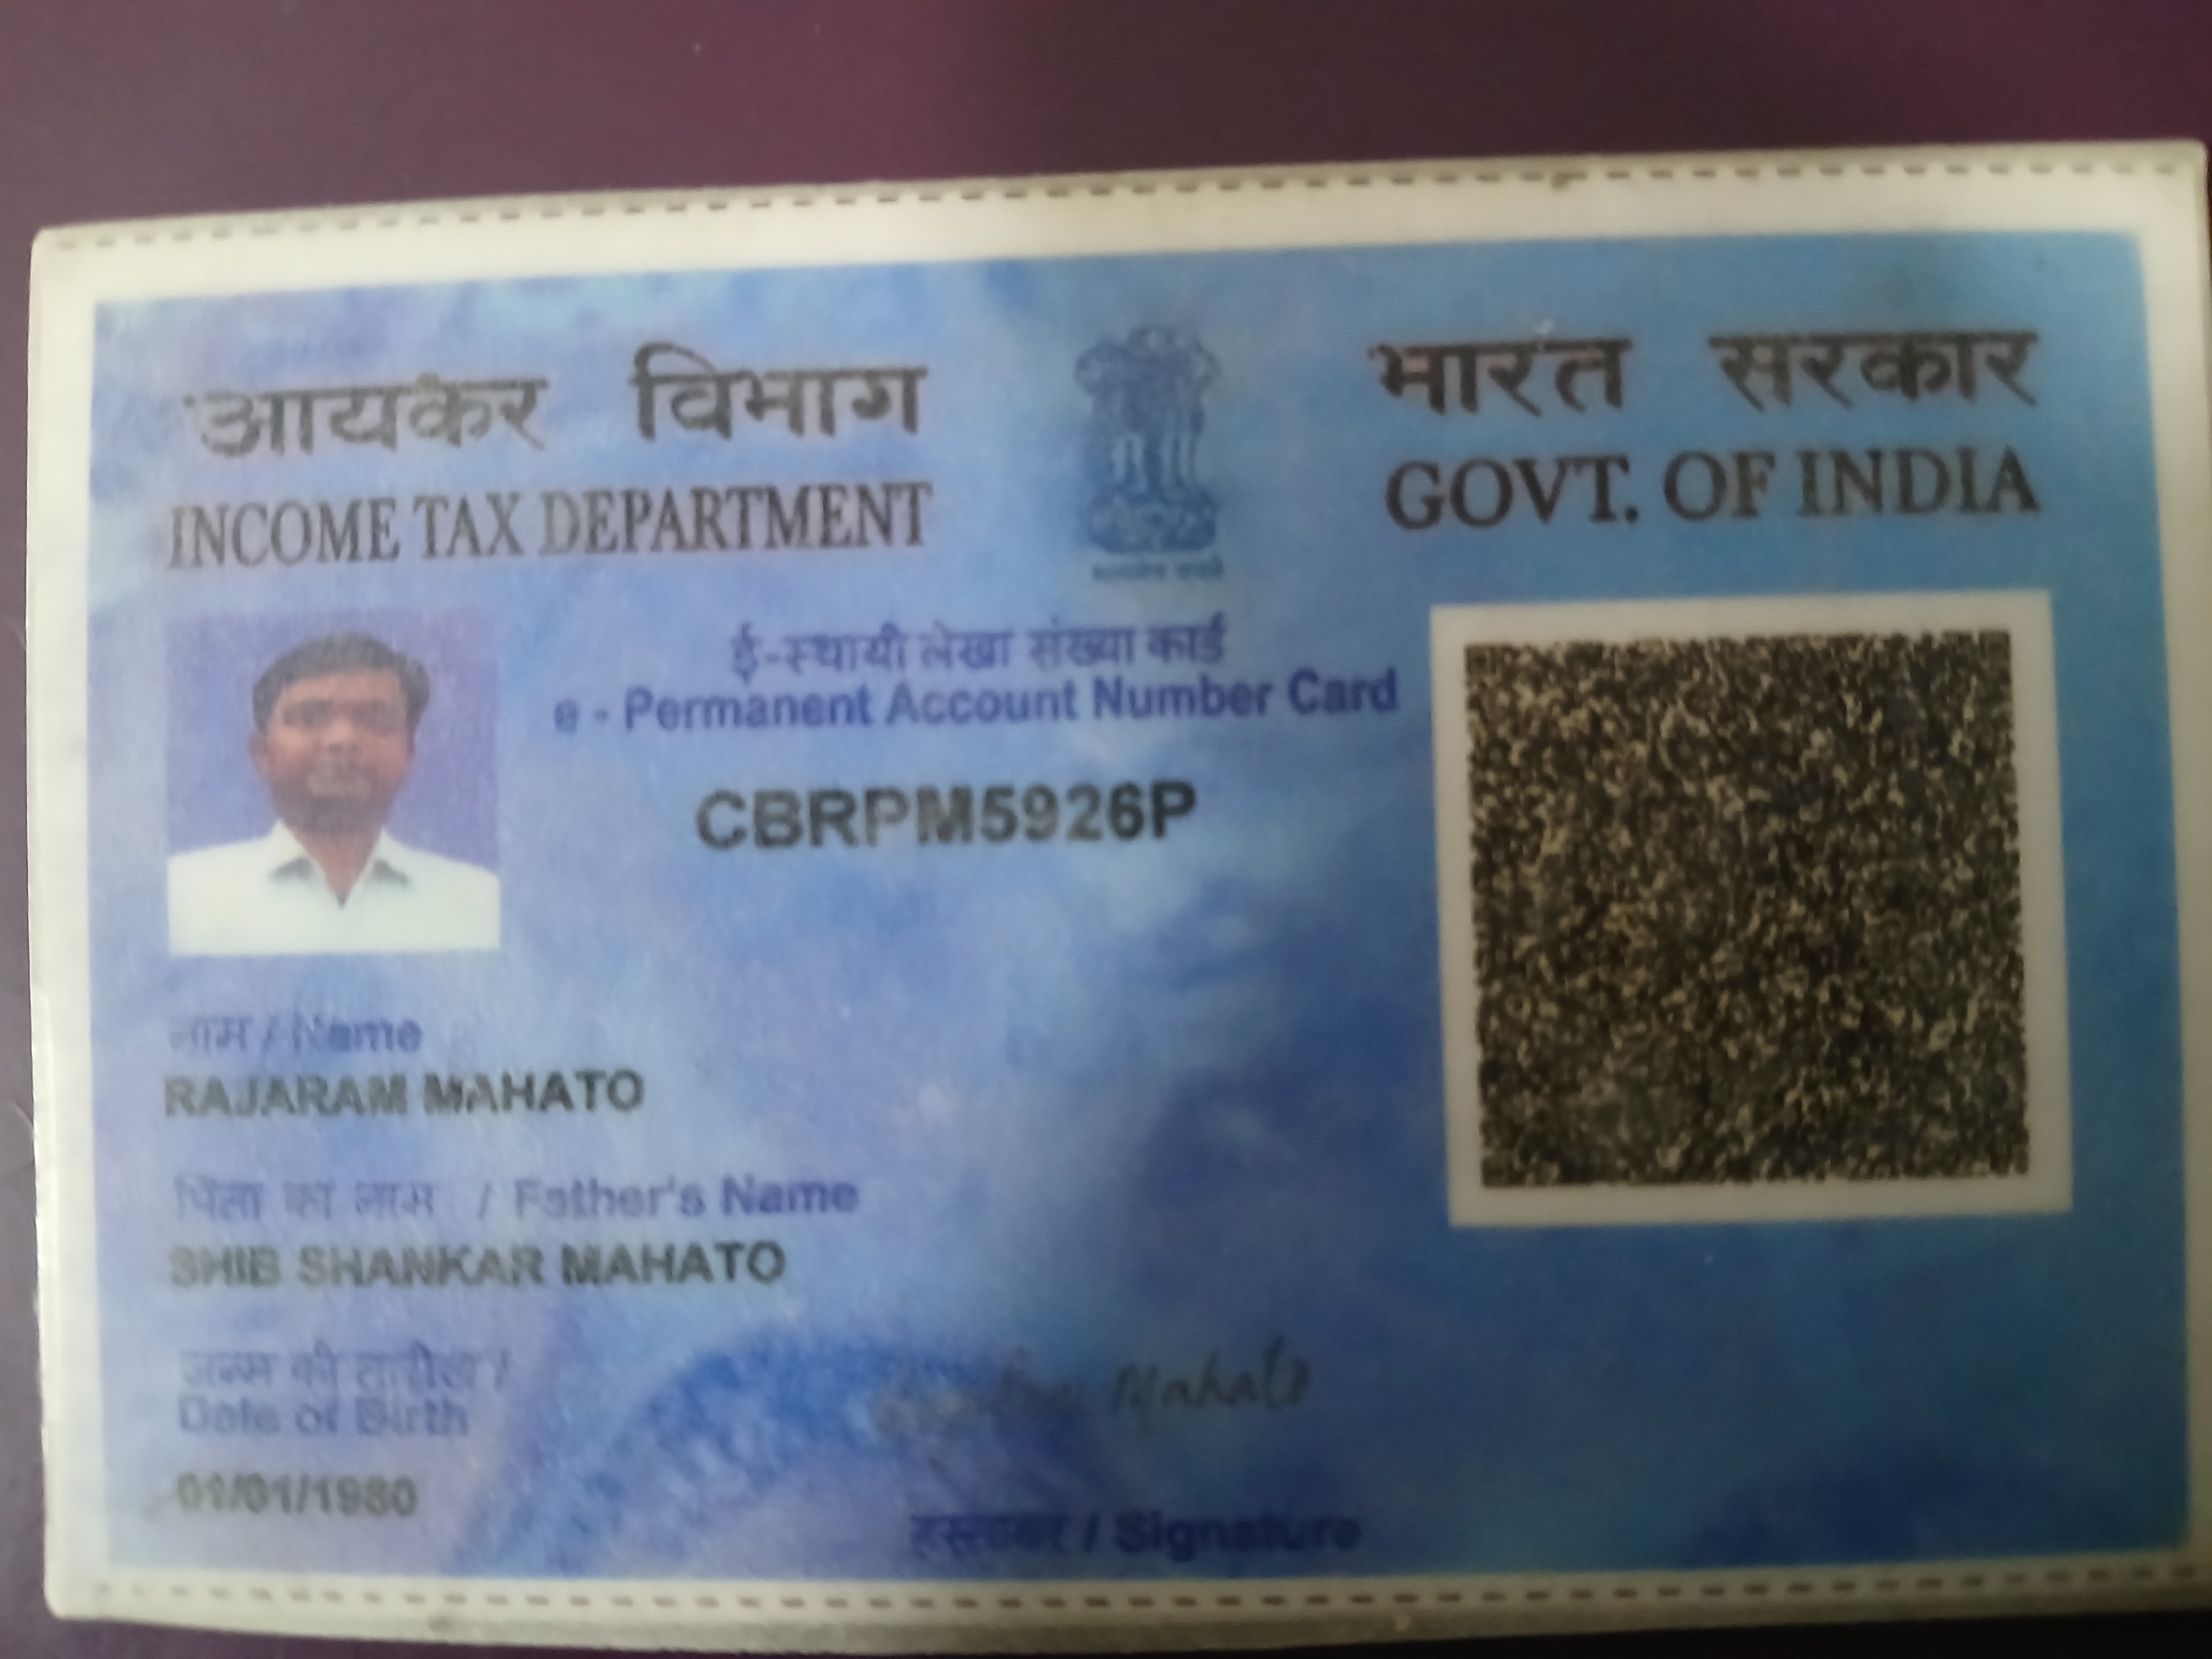 आयकर विभाग
INCOME TAX DEPARTMENT
भारत सरकार
GOVT. OF INDIA
ई-स्थायी लेखा संख्या कार्ड
e - Permanent Account Number Card
CBRPM5926P
नाम / Name
RAJARAM MAHATO
पिता का नाम / Father's Name
SHIB SHANKAR MAHATO
जन्म की तारीख /
Date of Birth
01/01/1980
Mahato
हस्ताक्षर / Signature